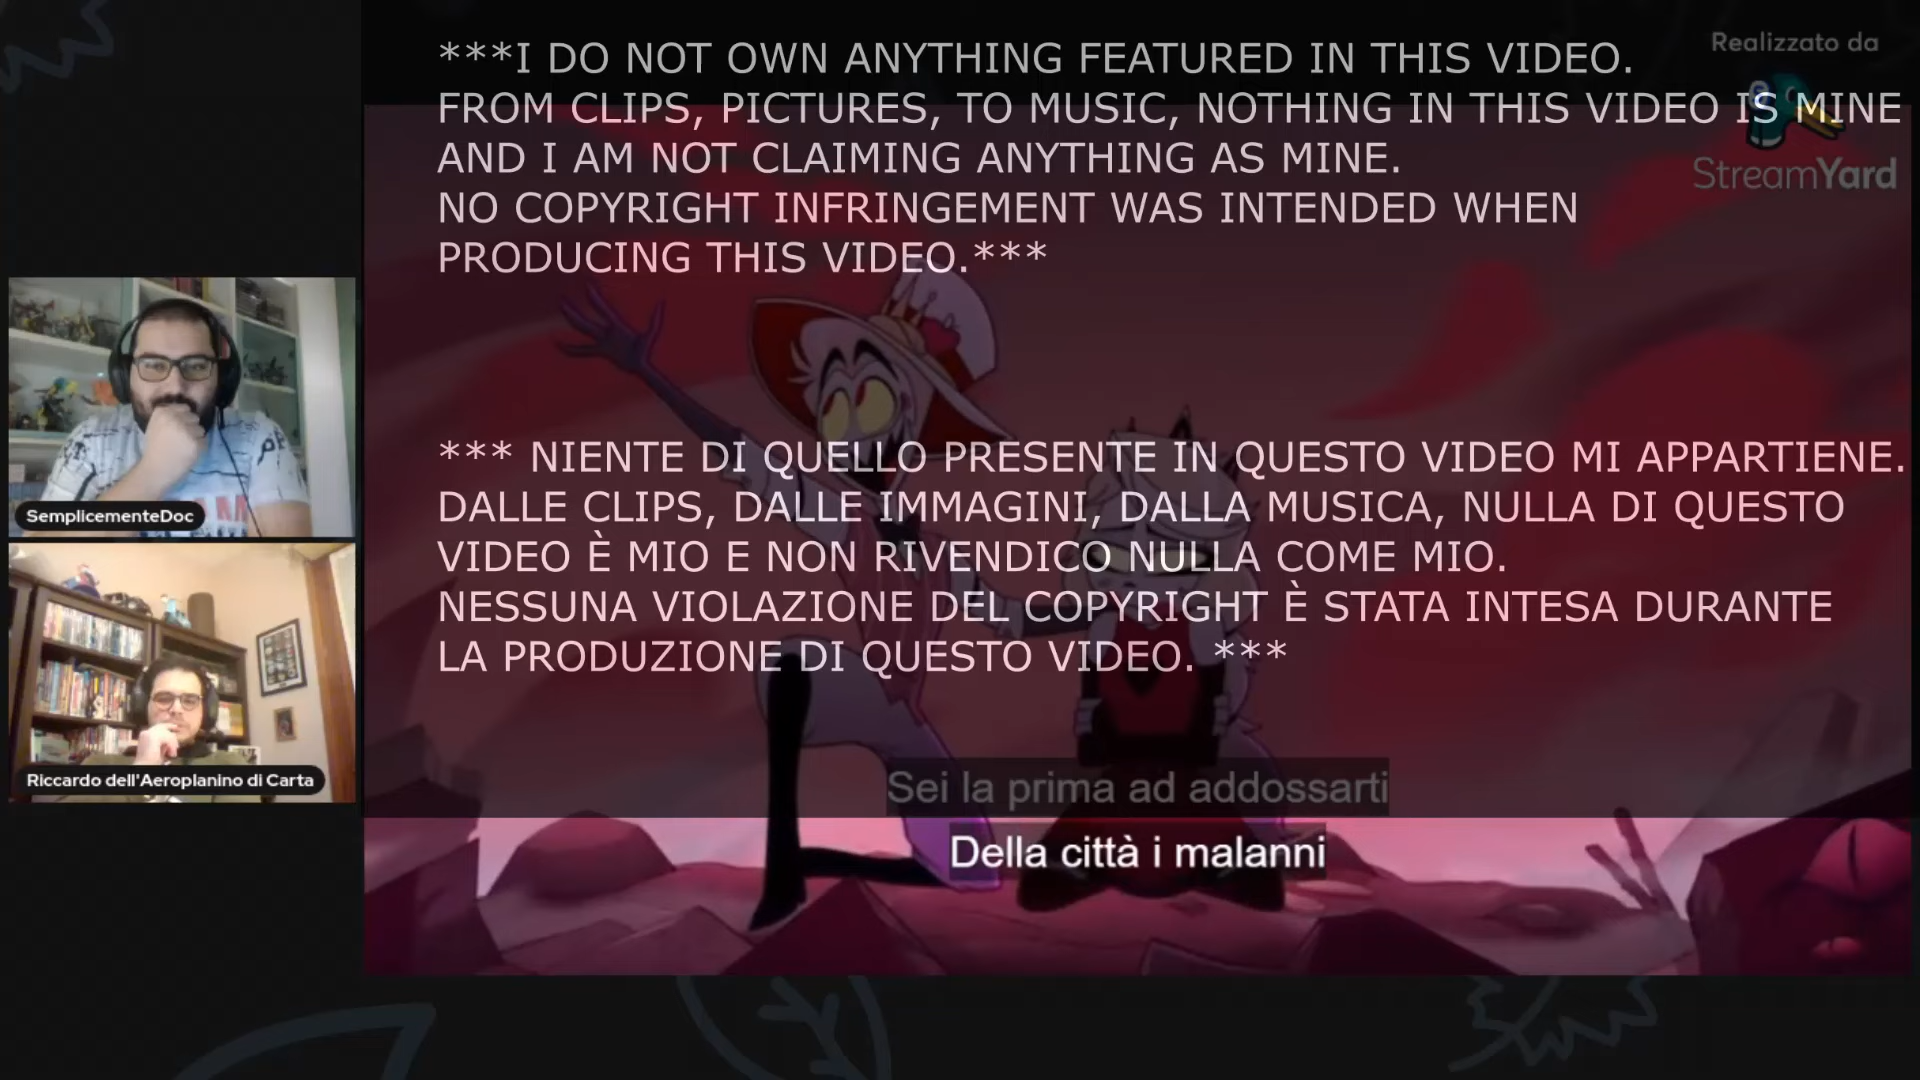 ***I DO NOT OWN ANYTHING FEATURED IN THIS VIDEO.
FROM CLIPS, PICTURES, TO MUSIC, NOTHING IN THIS VIDEO IS MINE
AND I AM NOT CLAIMING ANYTHING AS MINE.
NO COPYRIGHT INFRINGEMENT WAS INTENDED WHEN
PRODUCING THIS VIDEO.***
Realizzato da
StreamYard
*** NIENTE DI QUELLO PRESENTE IN QUESTO VIDEO MI APPARTIENE.
DALLE CLIPS, DALLE IMMAGINI, DALLA MUSICA, NULLA DI QUESTO
VIDEO È MIO E NON RIVENDICO NULLA COME MIO.
NESSUNA VIOLAZIONE DEL COPYRIGHT È STATA INTESA DURANTE
LA PRODUZIONE DI QUESTO VIDEO. ***
SemplicementeDoc
Riccardo dell'Aeroplanino di Carta
Sei la prima ad addossarti
Della città i malanni